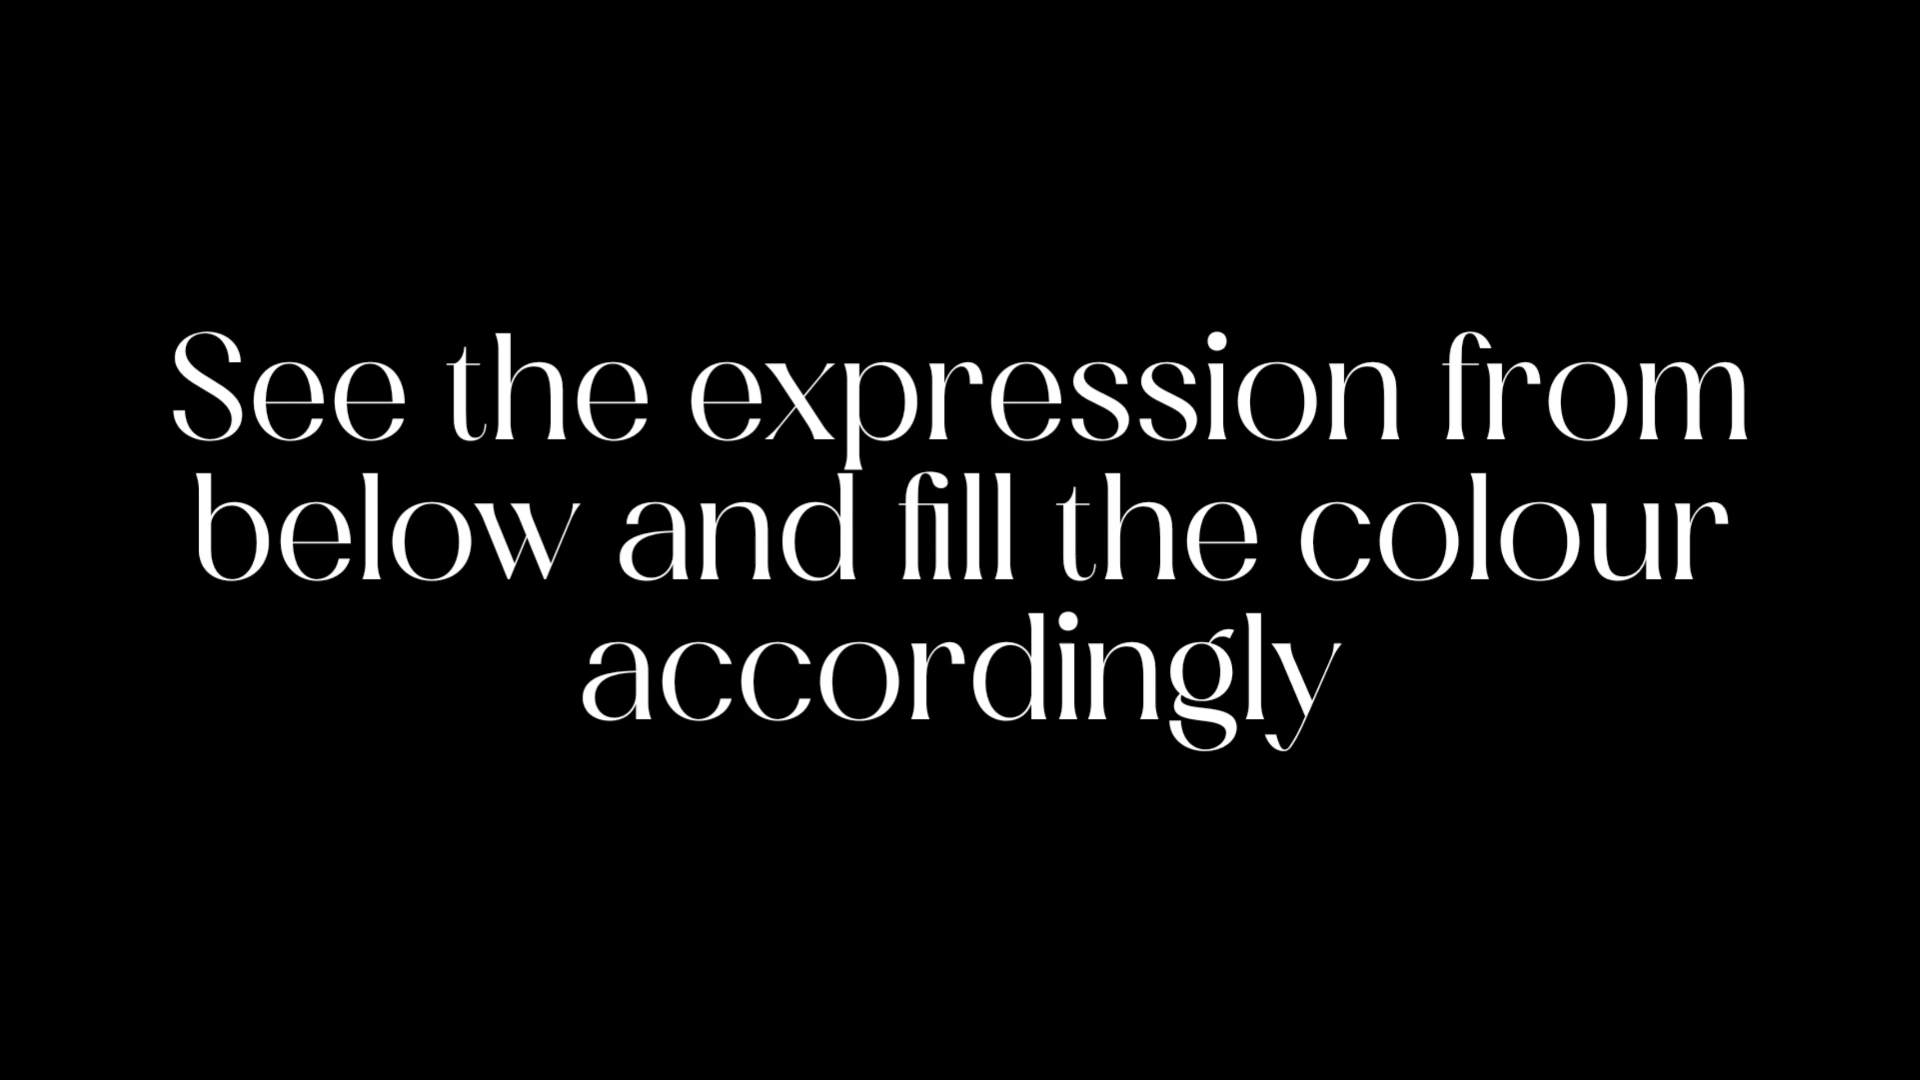 See the expression from
below and fill the colour
accordingly